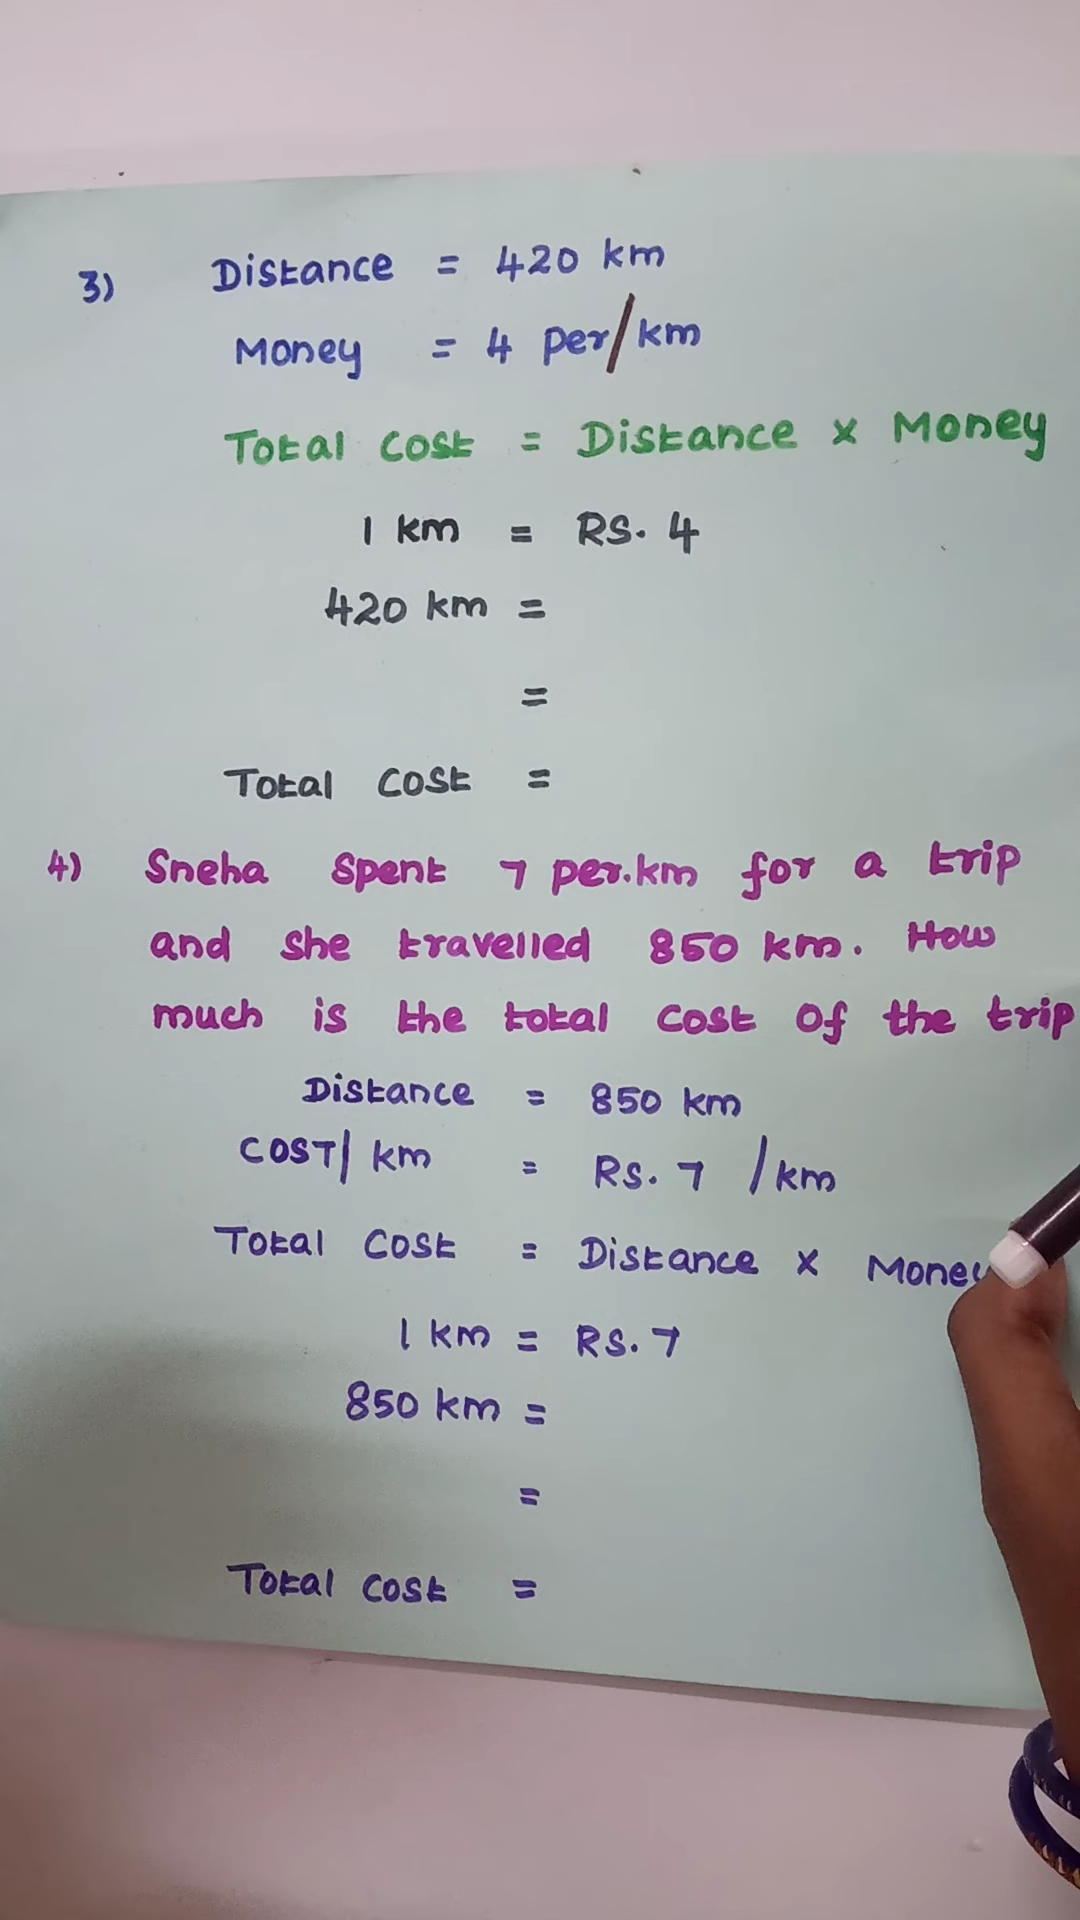 3) Distance = 420 km
Money = 4 per/km
Total cost = Distance x Money
1 km = RS. 4
420 km =
=
Total cost =
4) Sneha Spent 7 per.km for a trip
and she travelled 850 km. How
much is the total cost of the trip
Distance = 850 km
COST/ km = Rs. 7 /km
Total cost = Distance x Money
1 km = RS. 7
850 km =
=
Total cost =